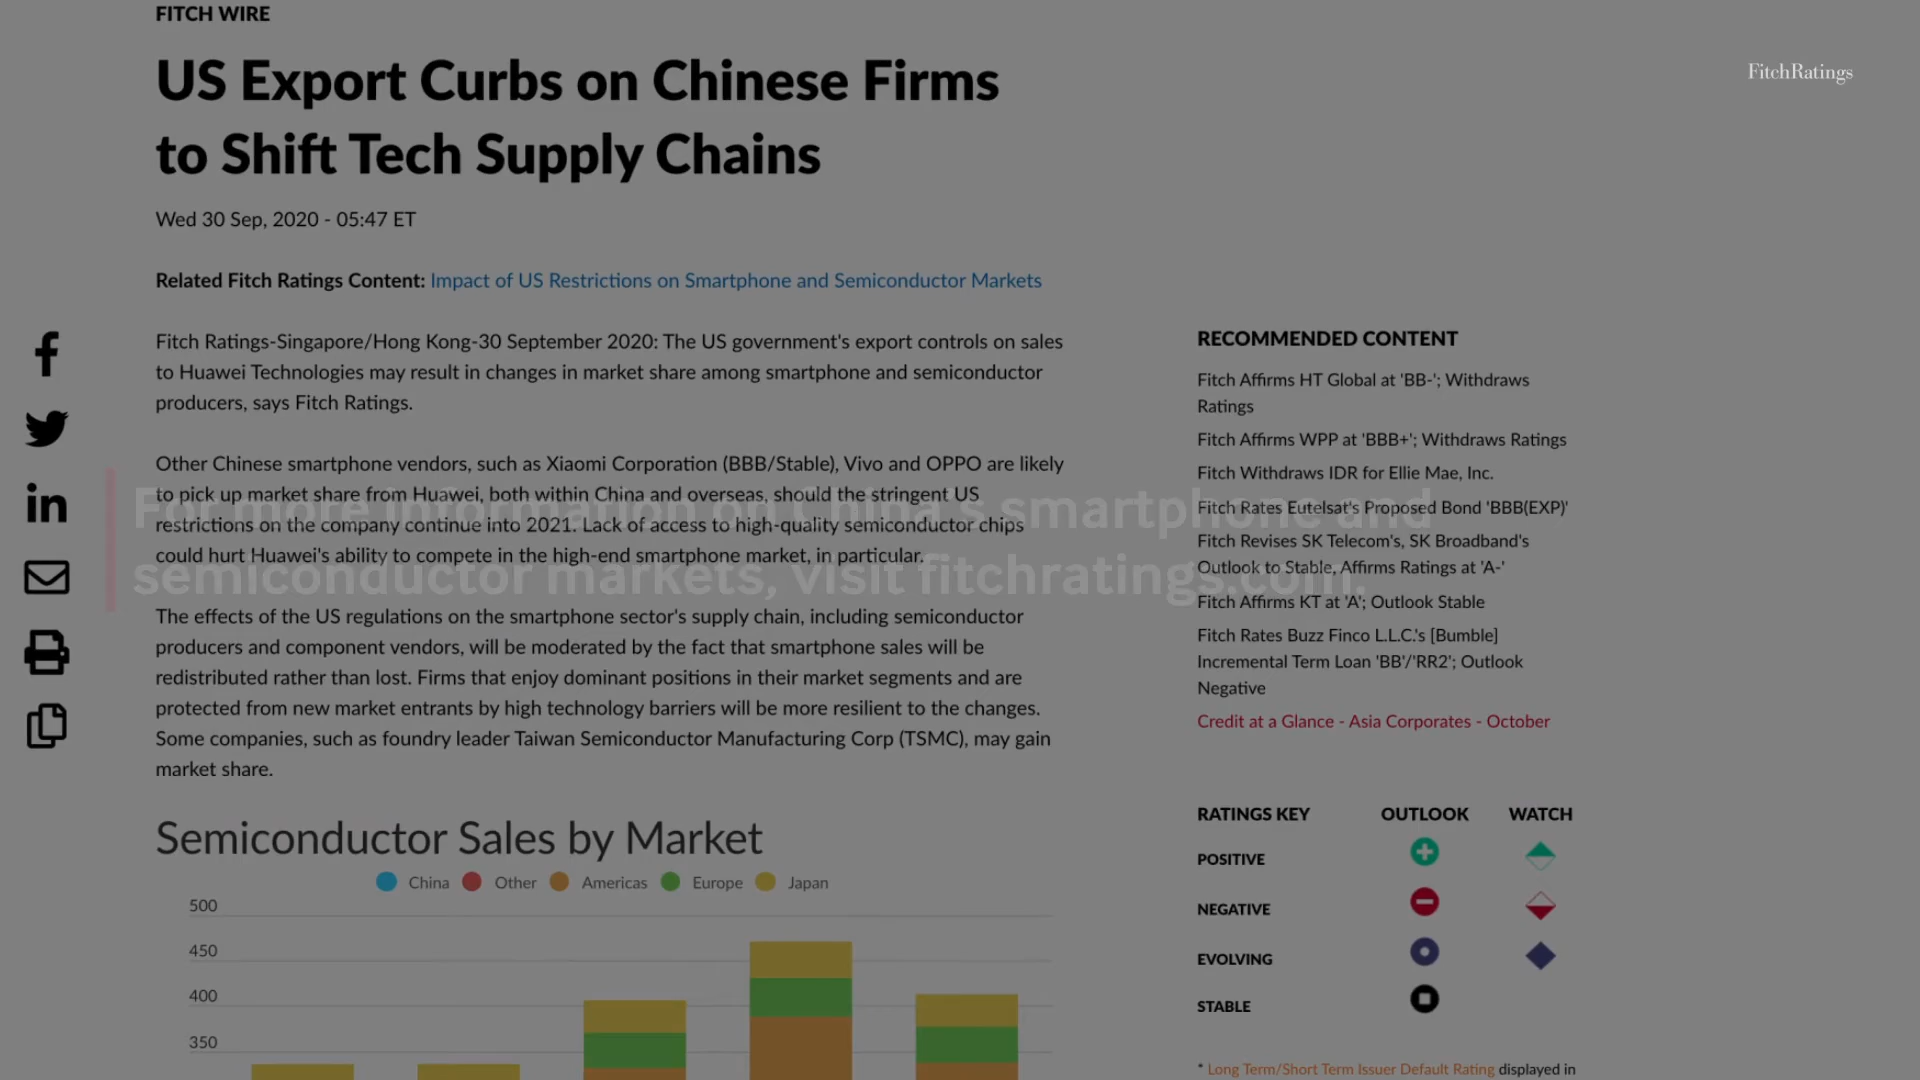 FITCH WIRE
FitchRatings
US Export Curbs on Chinese Firms
to Shift Tech Supply Chains
Wed 30 Sep, 2020 - 05:47 ET
Related Fitch Ratings Content: Impact of US Restrictions on Smartphone and Semiconductor Markets
Fitch Ratings-Singapore/Hong Kong-30 September 2020: The US government's export controls on sales
to Huawei Technologies may result in changes in market share among smartphone and semiconductor
producers, says Fitch Ratings.
Other Chinese smartphone vendors, such as Xiaomi Corporation (BBB/Stable), Vivo and OPPO are likely
to pick up market share from Huawei, both within China and overseas, should the stringent US
restrictions on the company continue into 2021. Lack of access to high-quality semiconductor chips
could hurt Huawei's ability to compete in the high-end smartphone market, in particular.
For more information on China's smartphone and
semiconductor markets, visit fitchratings.com.
The effects of the US regulations on the smartphone sector's supply chain, including semiconductor
producers and component vendors, will be moderated by the fact that smartphone sales will be
redistributed rather than lost. Firms that enjoy dominant positions in their market segments and are
protected from new market entrants by high technology barriers will be more resilient to the changes.
Some companies, such as foundry leader Taiwan Semiconductor Manufacturing Corp (TSMC), may gain
market share.
Semiconductor Sales by Market
China Other Americas Europe Japan
500
450
400
350
RECOMMENDED CONTENT
Fitch Affirms HT Global at 'BB-'; Withdraws
Ratings
Fitch Affirms WPP at 'BBB+'; Withdraws Ratings
Fitch Withdraws IDR for Ellie Mae, Inc.
Fitch Rates Eutelsat's Proposed Bond 'BBB(EXP)'
Fitch Revises SK Telecom's, SK Broadband's
Outlook to Stable, Affirms Ratings at 'A-'
Fitch Affirms KT at 'A'; Outlook Stable
Fitch Rates Buzz Finco L.L.C.'s [Bumble]
Incremental Term Loan 'BB'/'RR2'; Outlook
Negative
Credit at a Glance - Asia Corporates - October
RATINGS KEY OUTLOOK WATCH
POSITIVE
NEGATIVE
EVOLVING
STABLE
* Long Term/Short Term Issuer Default Rating displayed in